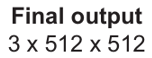 Final output
3 x 512 x 512